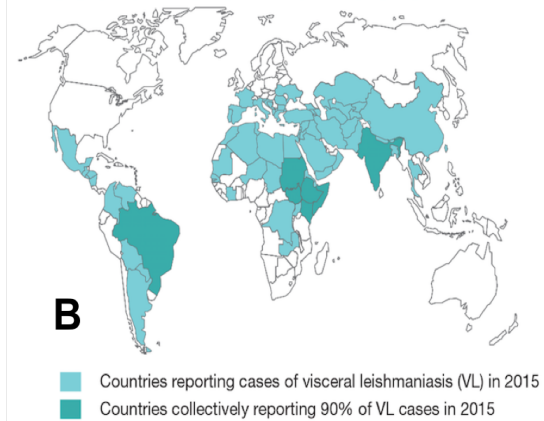 B
Countries reporting cases of visceral leishmaniasis (VL) in 2015
Countries collectively reporting 90% of VL cases in 2015